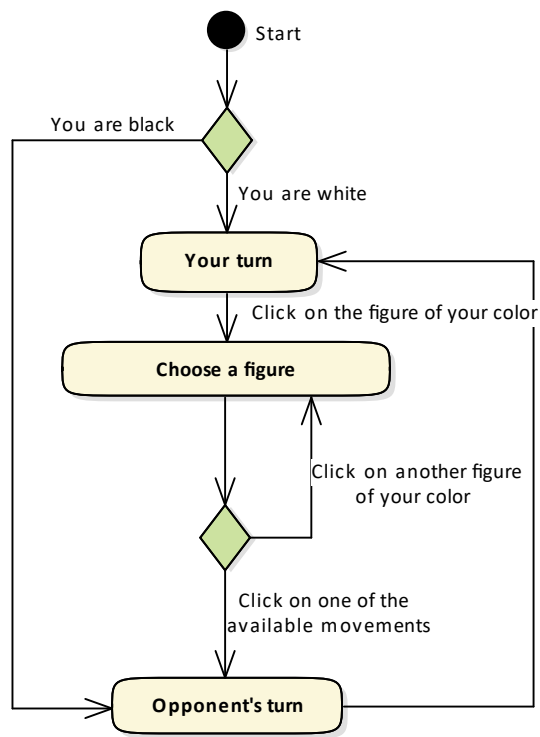 Start
You are black
You are white
Your turn
Click on the figure of your color
Choose a figure
Click on another figure
of your color
Click on one of the
available movements
Opponent's turn